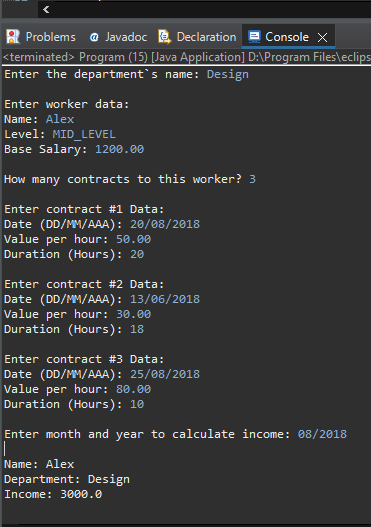 Problems @ Javadoc Declaration Console
<terminated> Program (15) [Java Application] D:\Program Files\eclips
Enter the department`s name: Design
Enter worker data:
Name: Alex
Level: MID_LEVEL
Base Salary: 1200.00
How many contracts to this worker? 3
Enter contract #1 Data:
Date (DD/MM/AAA): 20/08/2018
Value per hour: 50.00
Duration (Hours): 20
Enter contract #2 Data:
Date (DD/MM/AAA): 13/06/2018
Value per hour: 30.00
Duration (Hours): 18
Enter contract #3 Data:
Date (DD/MM/AAA): 25/08/2018
Value per hour: 80.00
Duration (Hours): 10
Enter month and year to calculate income: 08/2018
Name: Alex
Department: Design
Income: 3000.0